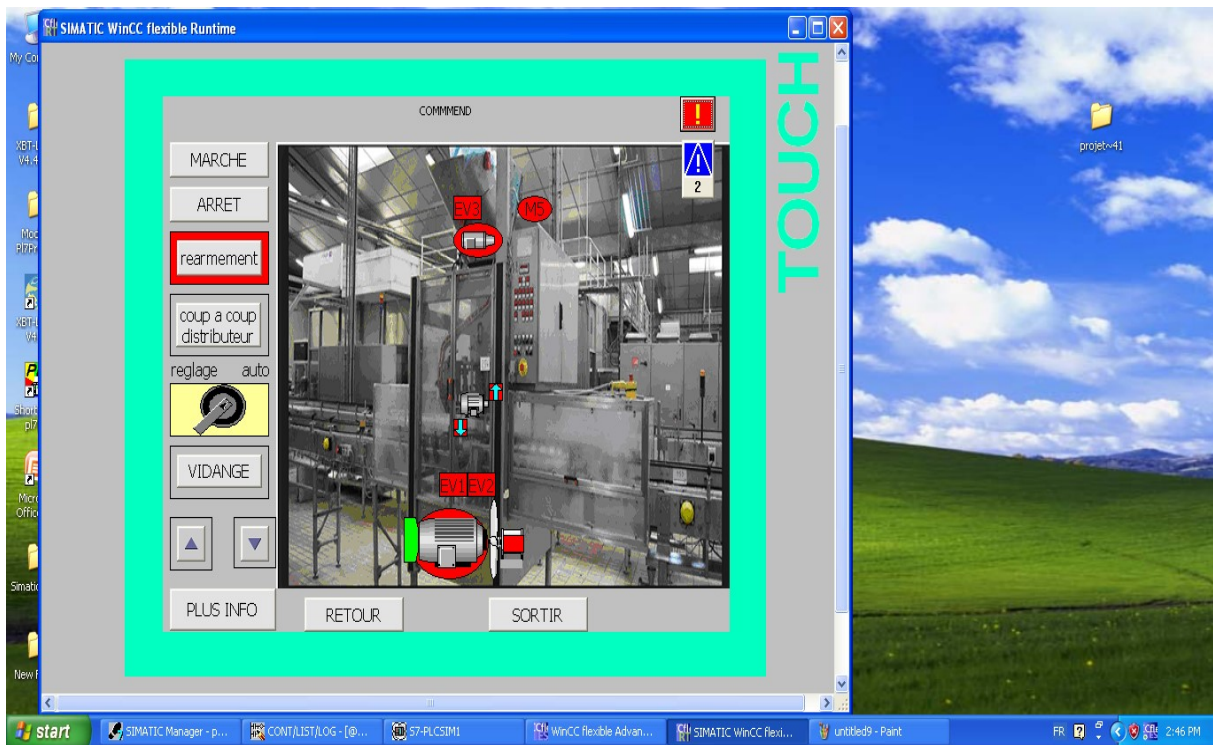 SIMATIC WinCC flexible Runtime
TOUCH
COMMMEND
!
2
MARCHE
ARRET
rearmement
coup a coup
distributeur
reglage auto
VIDANGE
PLUS INFO
RETOUR
SORTIR
EV3
M5
EV1 EV2
projet~41
start
SIMATIC Manager - p...
CONT/LIST/LOG - [@...
S7-PLCSIM1
WinCC flexible Advan...
SIMATIC WinCC flexi...
untitled9 - Paint
FR
2:46 PM